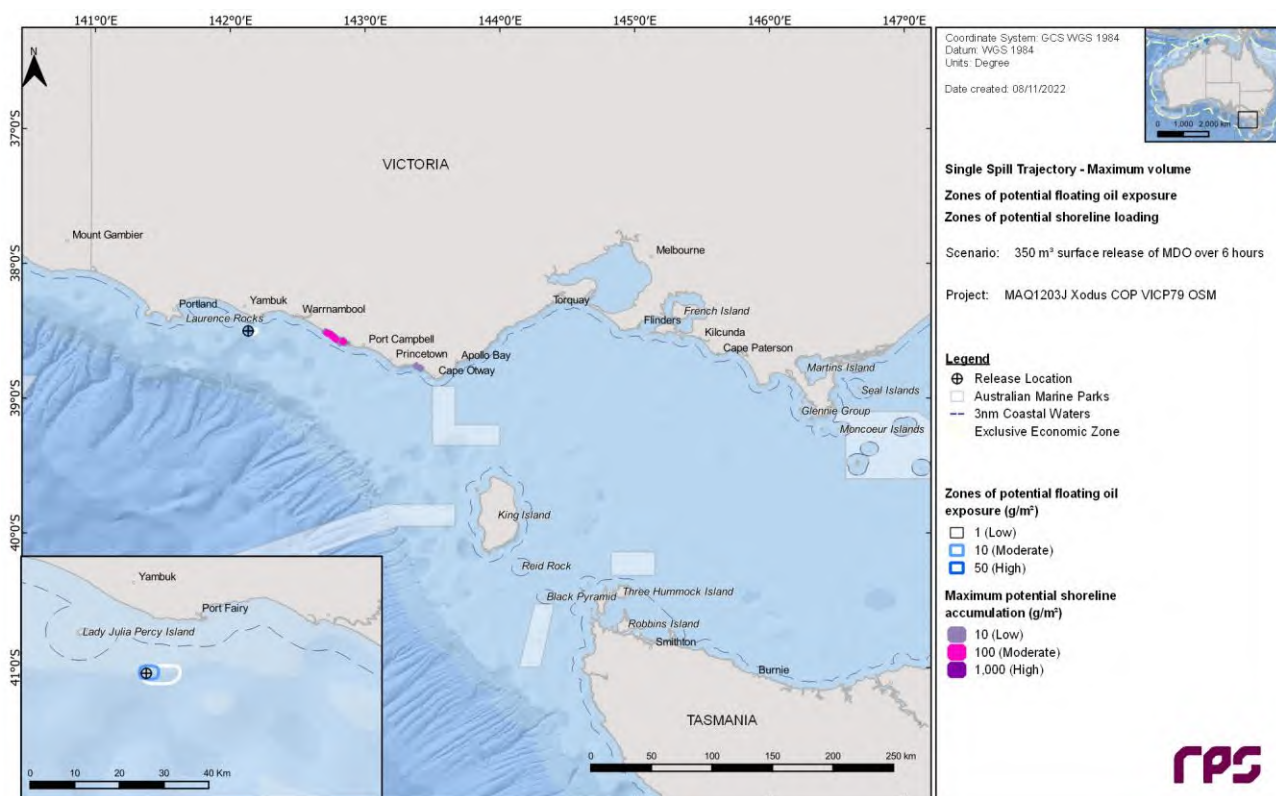 141°0'E
142°0'E
143°0'E
144°0'E
145°0'E
146°0'E
147°0'E
N
37°0'S
38°0'S
39°0'S
40°0'S
41°0'S
VICTORIA
Mount Gambier
Melbourne
Portland
Yambuk
Laurence Rocks
Warrnambool
Torquay
French Island
Flinders
Port Campbell
Kilcunda
Princetown
Apollo Bay
Cape Paterson
Cape Otway
Martins Island
Seal Islands
Glennie Group
Moncoeur Islands
King Island
Reid Rock
Black Pyramid
Three Hummock Island
Robbins Island
Smithton
Burnie
TASMANIA
0 50 100 150 200 250 km
Yambuk
Port Fairy
Lady Julia Percy Island
0 10 20 30 40 Km
Coordinate System: GCS WGS 1984
Datum: WGS 1984
Units: Degree
Date created: 08/11/2022
0 1,000 2,000 km
Single Spill Trajectory - Maximum volume
Zones of potential floating oil exposure
Zones of potential shoreline loading
Scenario: 350 m³ surface release of MDO over 6 hours
Project: MAQ1203J Xodus COP VICP79 OSM
Legend
Release Location
Australian Marine Parks
3nm Coastal Waters
Exclusive Economic Zone
Zones of potential floating oil
exposure (g/m²)
1 (Low)
10 (Moderate)
50 (High)
Maximum potential shoreline
accumulation (g/m²)
10 (Low)
100 (Moderate)
1,000 (High)
rps